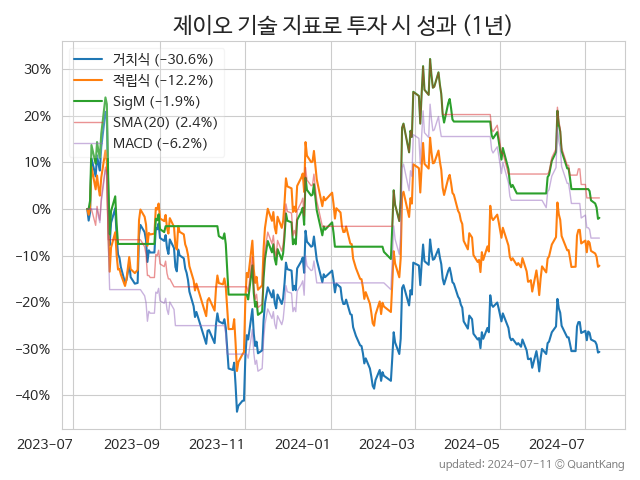 제이오 기술 지표로 투자 시 성과 (1년)
거치식 (−30.6%)
적립식 (−12.2%)
SigM (−1.9%)
SMA(20) (2.4%)
MACD (−6.2%)
30%
20%
10%
0%
−10%
−20%
−30%
−40%
2023-07
2023-09
2023-11
2024-01
2024-03
2024-05
2024-07
updated: 2024-07-11 © QuantKang